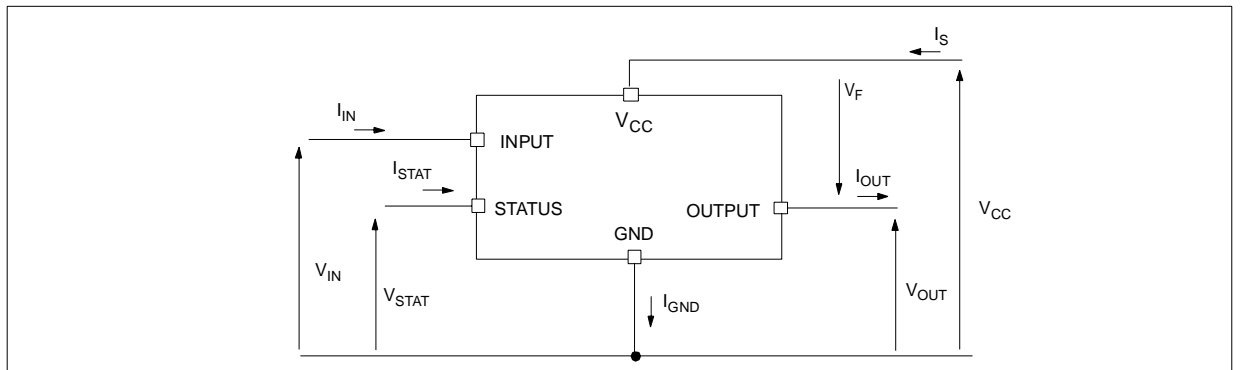 I_S
V_F
V_CC
I_IN
INPUT
I_STAT
I_OUT
STATUS
OUTPUT
V_CC
GND
V_IN
V_STAT
V_OUT
I_GND